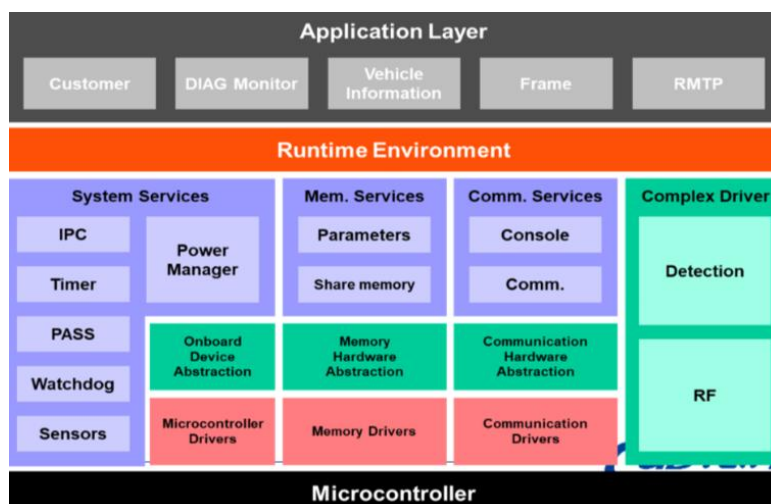 Application Layer
Customer
DIAG Monitor
Vehicle
Information
Frame
RMTP
Runtime Environment
System Services
IPC
Timer
PASS
Watchdog
Sensors
Power
Manager
Onboard
Device
Abstraction
Microcontroller
Drivers
Mem. Services
Parameters
Share memory
Memory
Hardware
Abstraction
Memory Drivers
Comm. Services
Console
Comm.
Communication
Hardware
Abstraction
Communication
Drivers
Complex Driver
Detection
RF
Microcontroller